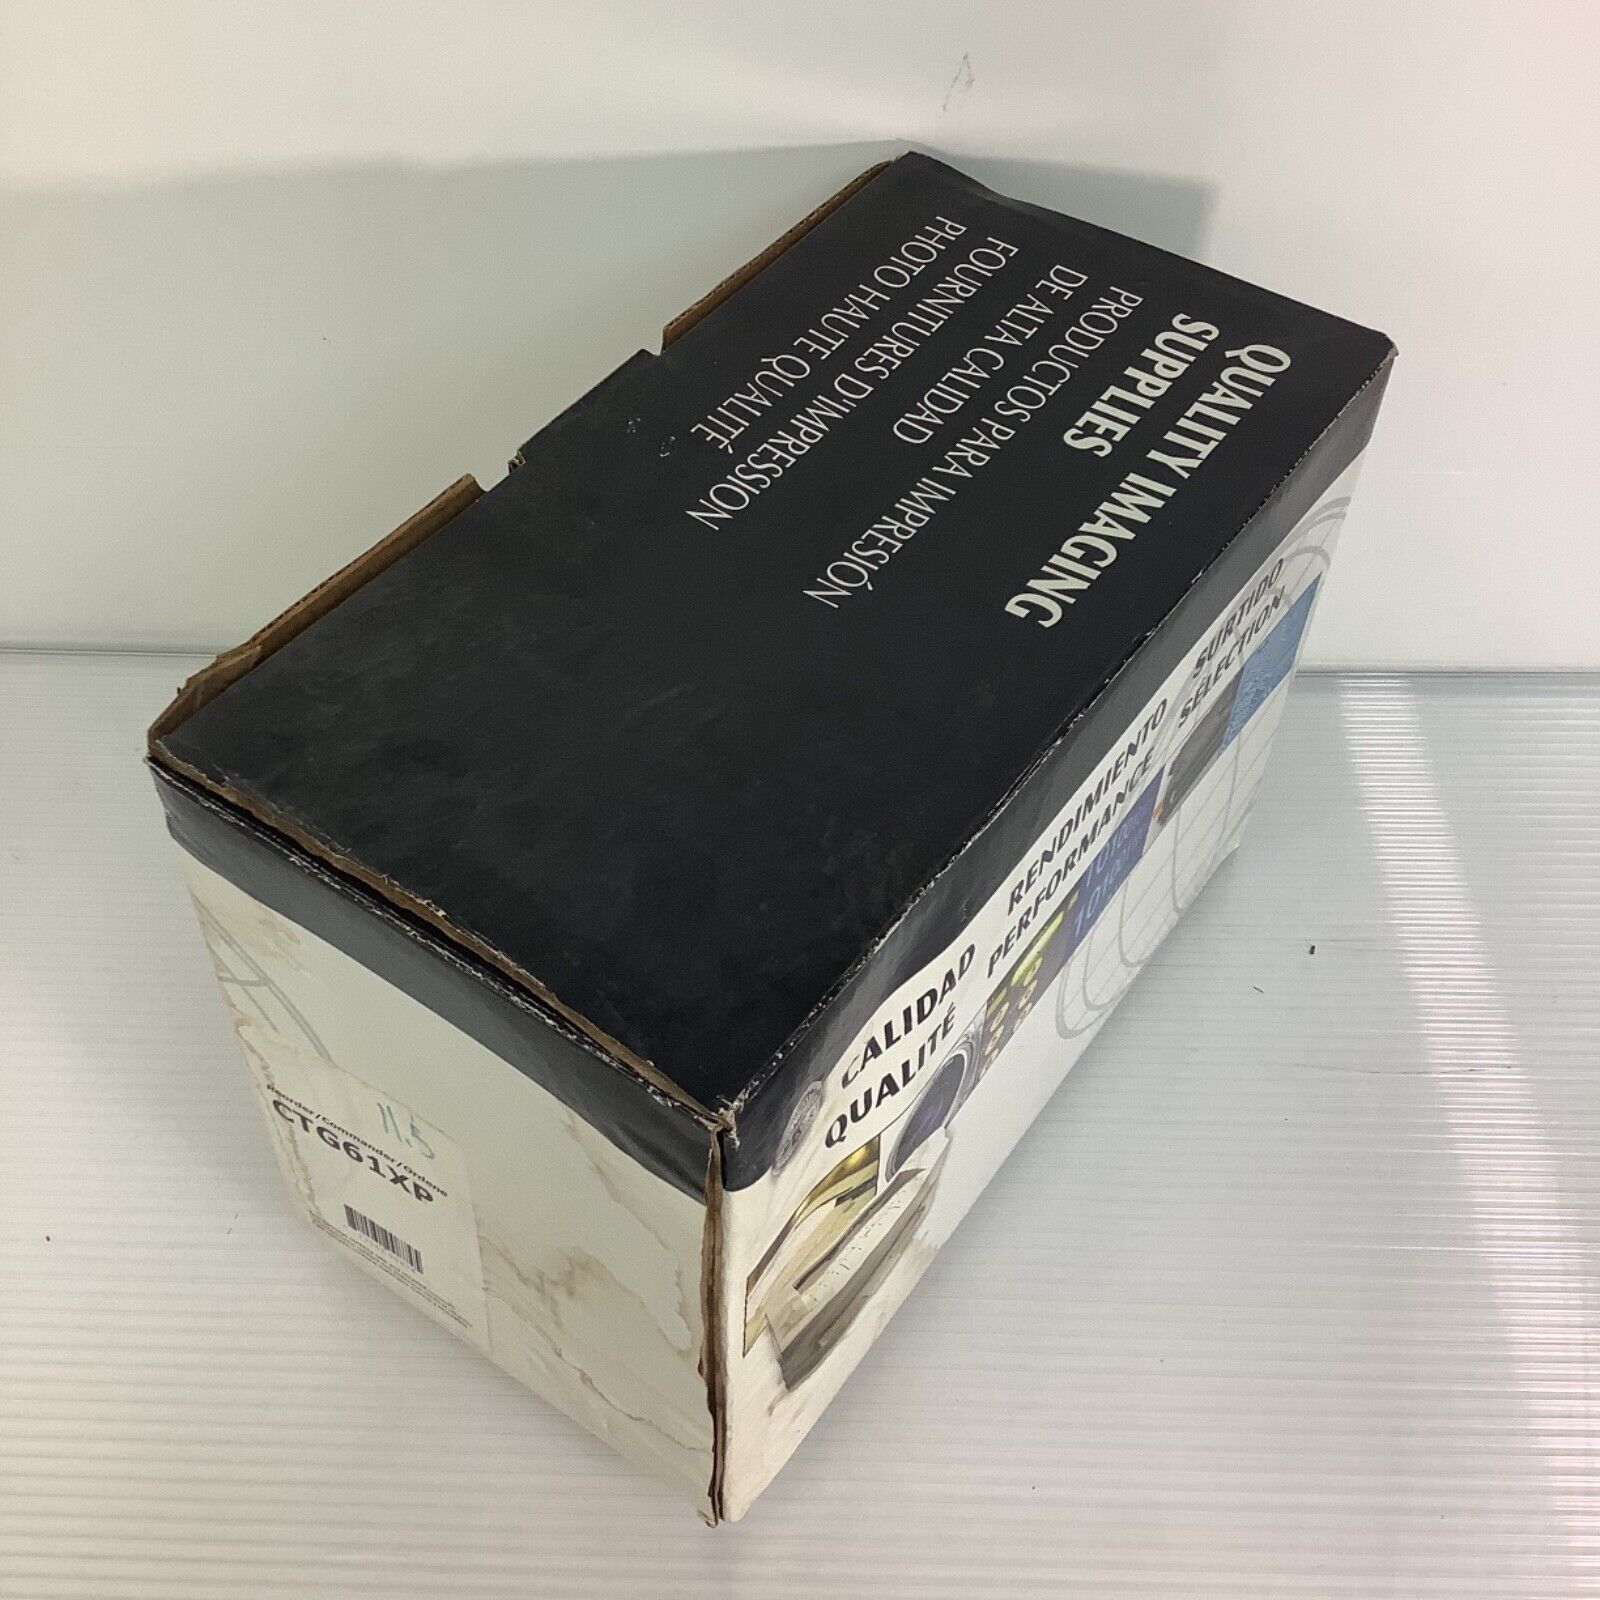 QUALITY IMAGING
SUPPLIES
PRODUCTOS PARA IMPRESIÓN
DE ALTA CALIDAD
FOURNITURES D'IMPRESSION
PHOTO HAUTE QUALITÉ
SURTIDO
SÉLECTION
RENDIMIENTO
PERFORMANCE
CALIDAD
QUALITÉ
Reorder/Commander/Ordene
CTG61XP
11.5